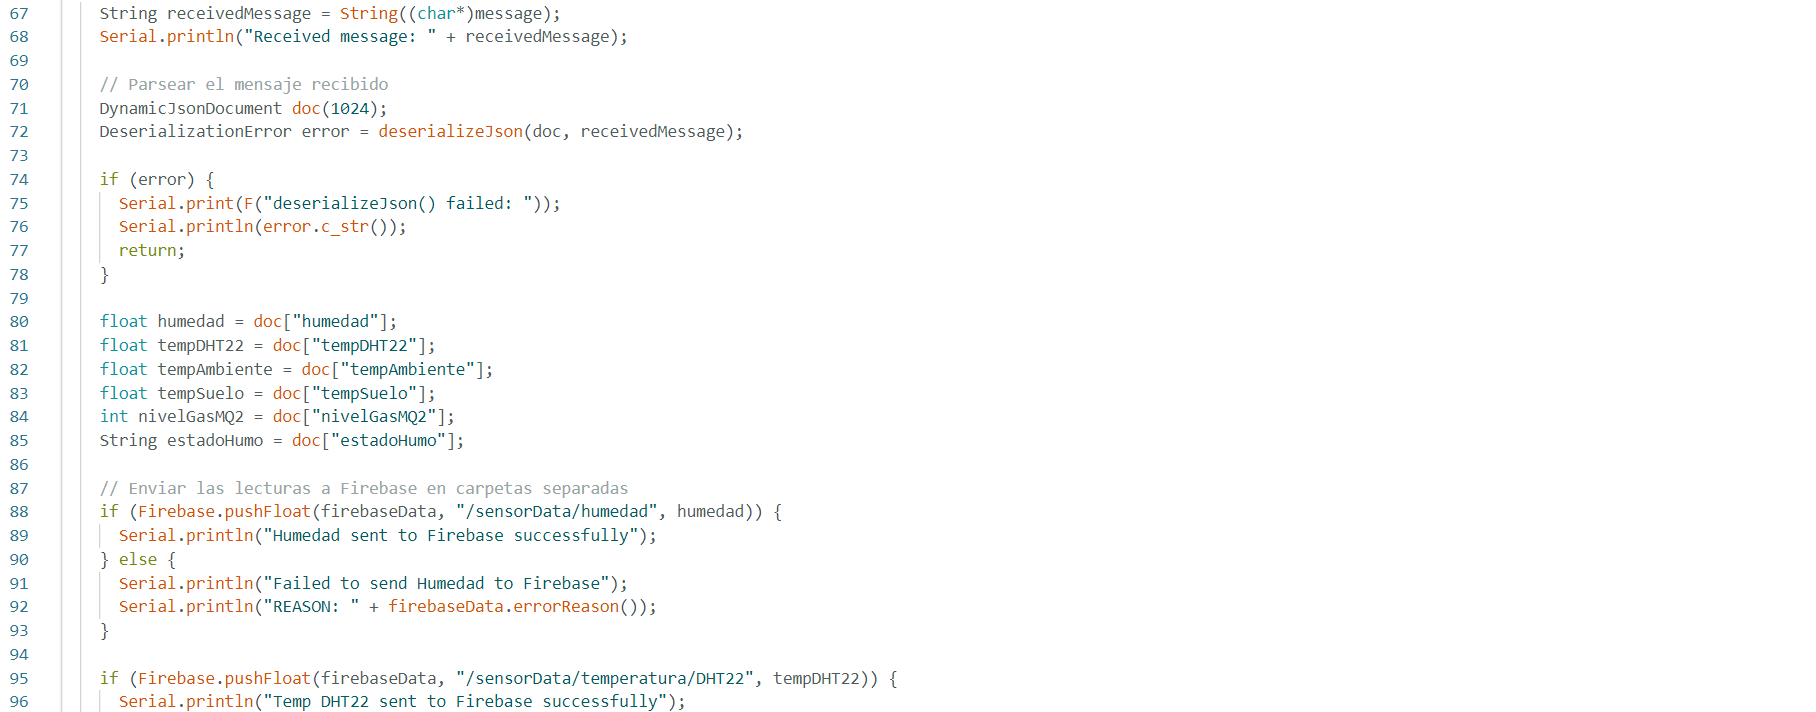 67 String receivedMessage = String((char*)message);
68 Serial.println("Received message: " + receivedMessage);
69
70 // Parsear el mensaje recibido
71 DynamicJsonDocument doc(1024);
72 DeserializationError error = deserializeJson(doc, receivedMessage);
73
74 if (error) {
75 Serial.print(F("deserializeJson() failed: "));
76 Serial.println(error.c_str());
77 return;
78 }
79
80 float humedad = doc["humedad"];
81 float tempDHT22 = doc["tempDHT22"];
82 float tempAmbiente = doc["tempAmbiente"];
83 float tempSuelo = doc["tempSuelo"];
84 int nivelGasMQ2 = doc["nivelGasMQ2"];
85 String estadoHumo = doc["estadoHumo"];
86
87 // Enviar las lecturas a Firebase en carpetas separadas
88 if (Firebase.pushFloat(firebaseData, "/sensorData/humedad", humedad)) {
89 Serial.println("Humedad sent to Firebase successfully");
90 } else {
91 Serial.println("Failed to send Humedad to Firebase");
92 Serial.println("REASON: " + firebaseData.errorReason());
93 }
94
95 if (Firebase.pushFloat(firebaseData, "/sensorData/temperatura/DHT22", tempDHT22)) {
96 Serial.println("Temp DHT22 sent to Firebase successfully");